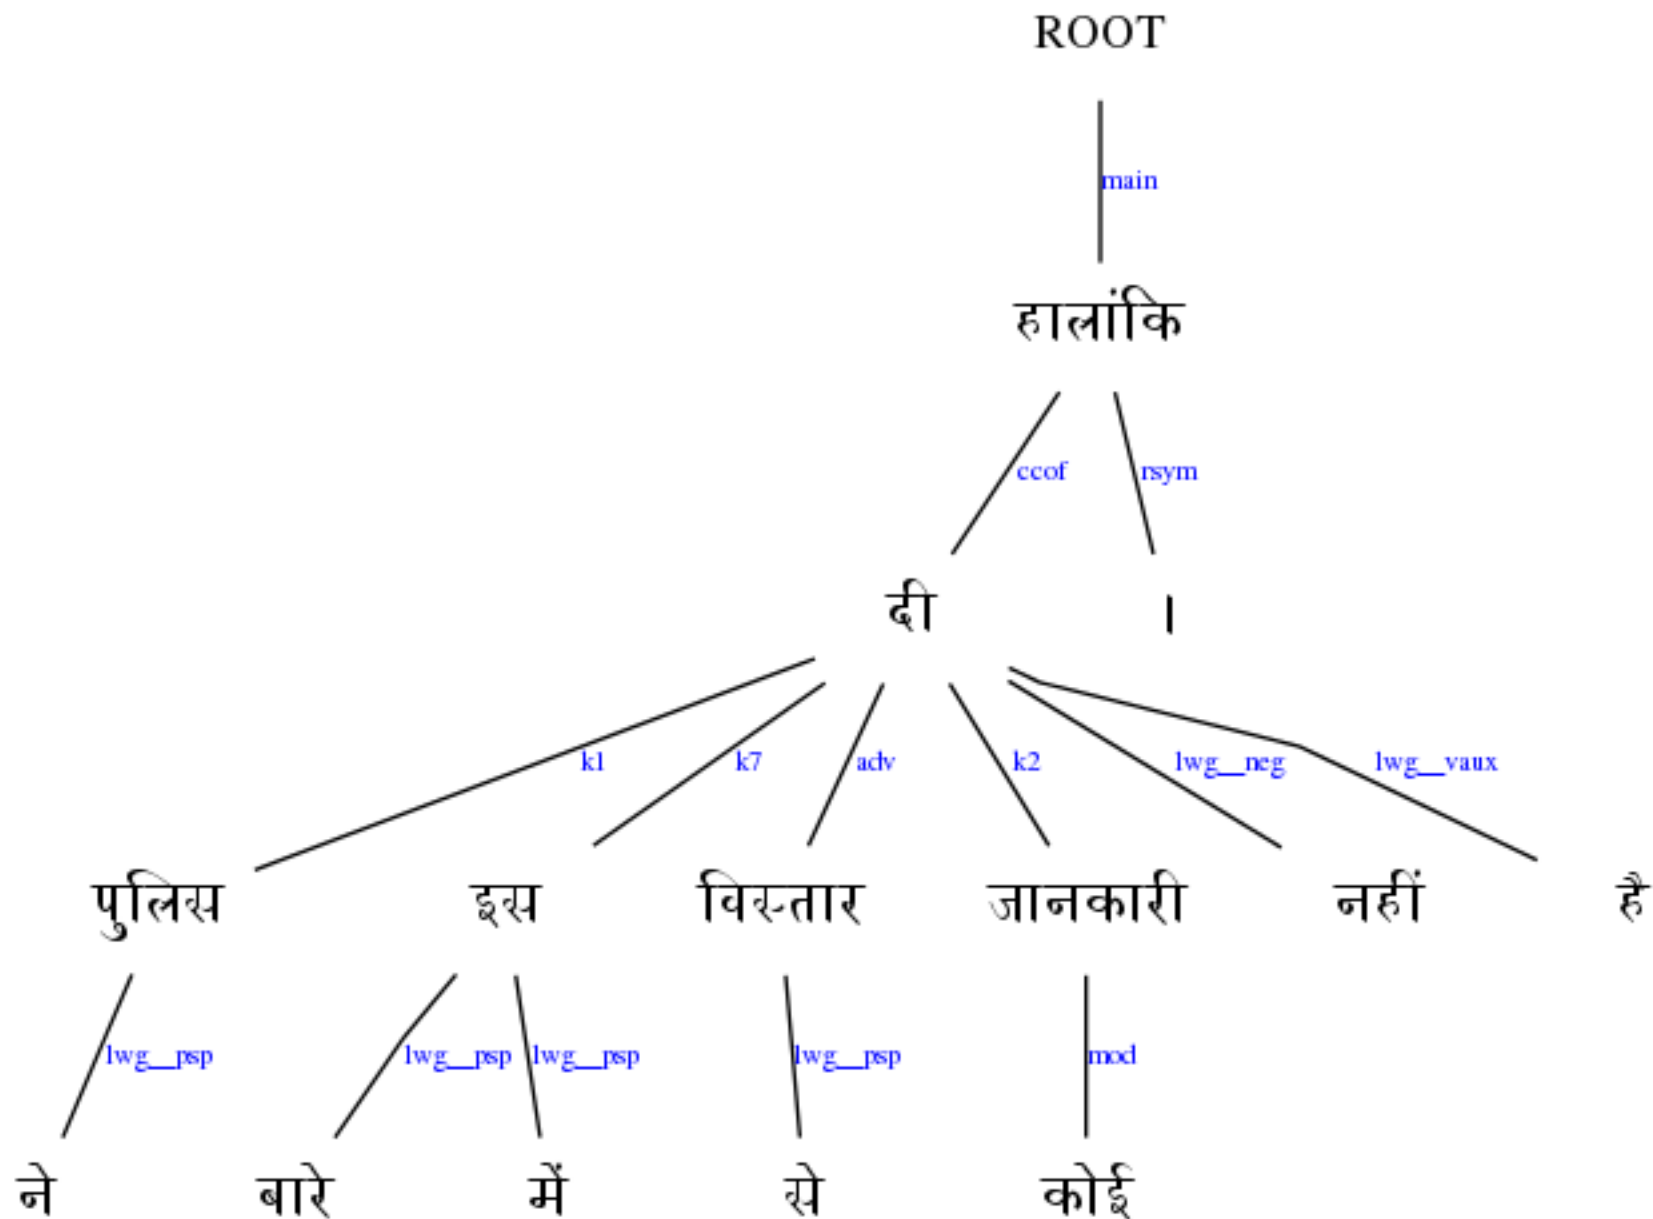 ROOT
main
हालांकि
ccof rsym
दी ।
k1 k7 adv k2 lwg__neg lwg__vaux
पुलिस इस विस्तार जानकारी नहीं है
lwg__psp lwg__psp lwg__psp lwg__psp mod
ने बारे में से कोई